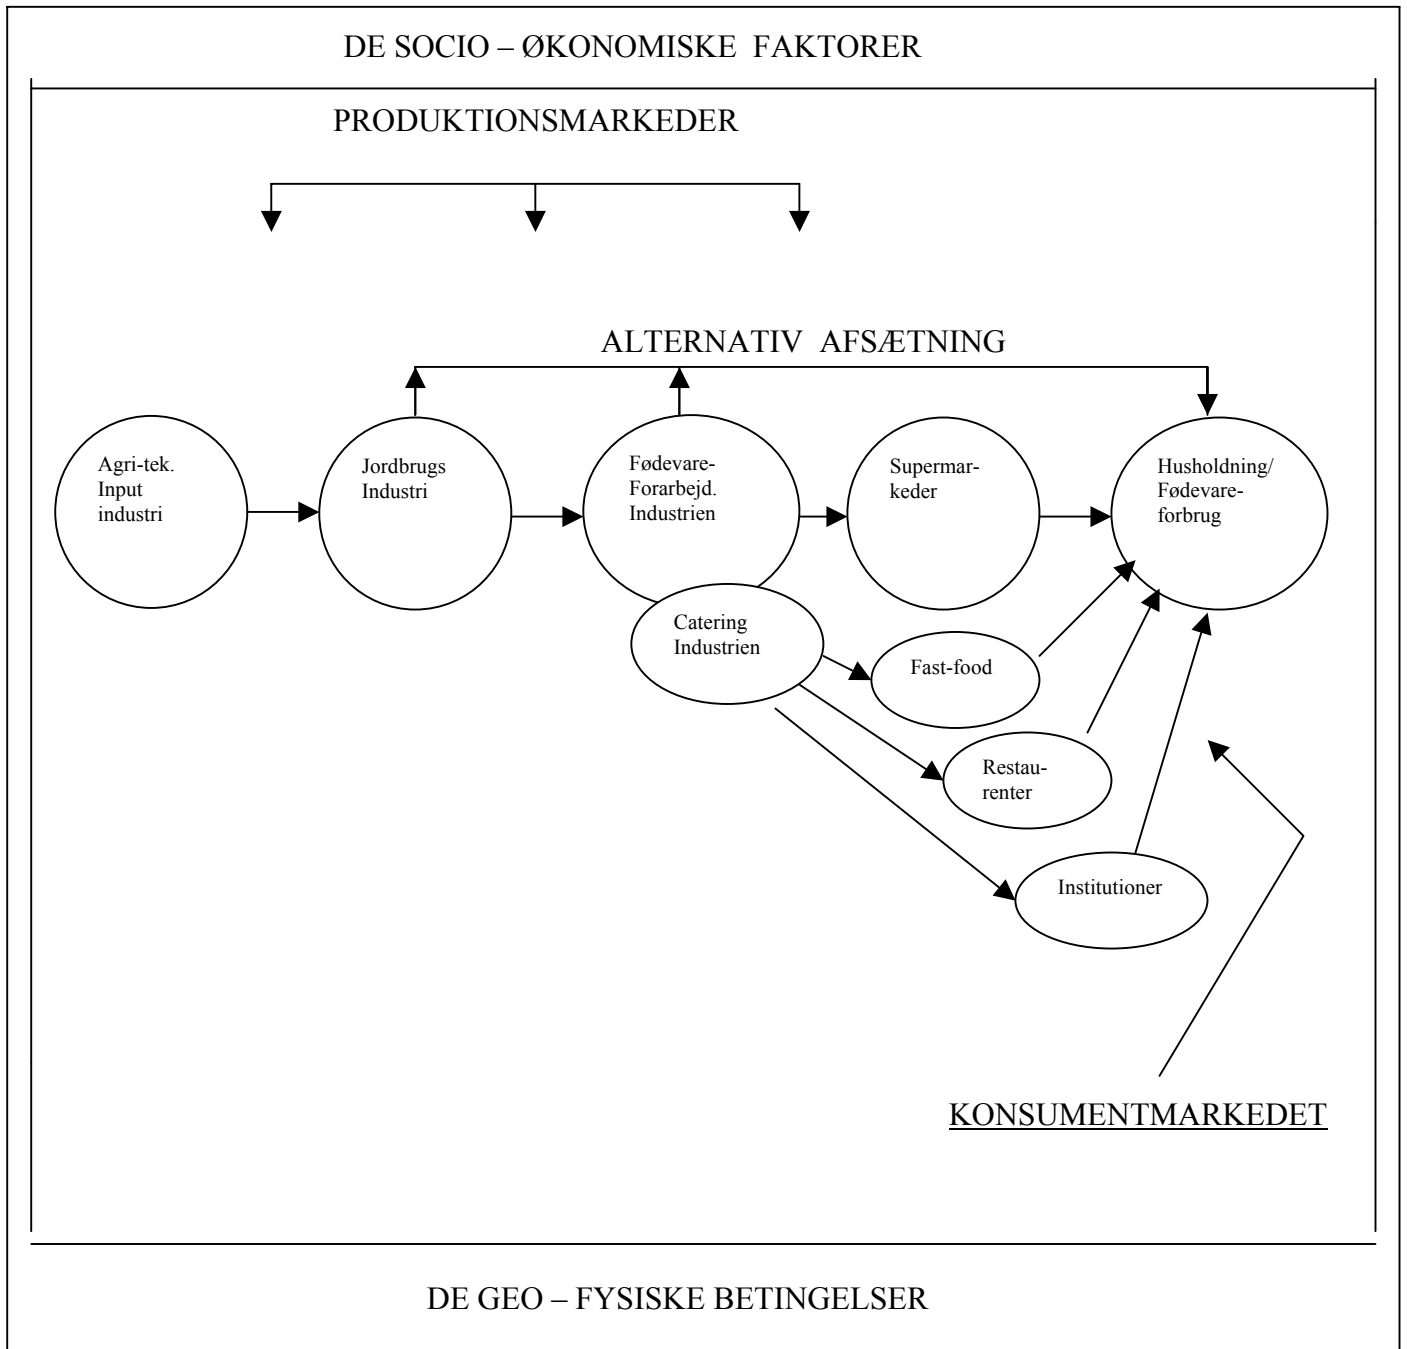 DE SOCIO – ØKONOMISKE FAKTORER
PRODUKTIONSMARKEDER
ALTERNATIV AFSÆTNING
Agri-tek.
Input
industri
Jordbrugs
Industri
Fødevare-
Forarbejd.
Industrien
Supermar-
keder
Husholdning/
Fødevare-
forbrug
Catering
Industrien
Fast-food
Restau-
renter
Institutioner
KONSUMENTMARKEDET
DE GEO – FYSISKE BETINGELSER